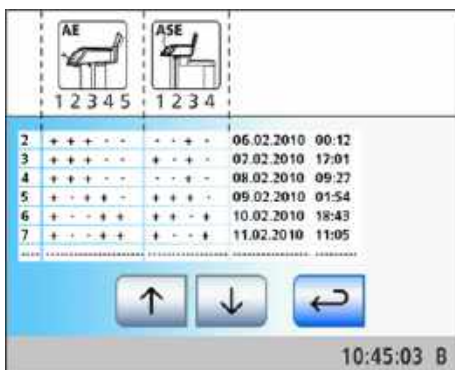 AE ASE
1 2 3 4 5 1 2 3 4
2 + + + - - - - + - 06.02.2010 00:12
3 + + + - - + - + - 07.02.2010 17:01
4 + + + - - - - + - 08.02.2010 09:27
5 + - + + - + + + - 09.02.2010 01:54
6 + - - + + + + - + 10.02.2010 18:43
7 + - - + + + - - + 11.02.2010 11:05
10:45:03 B